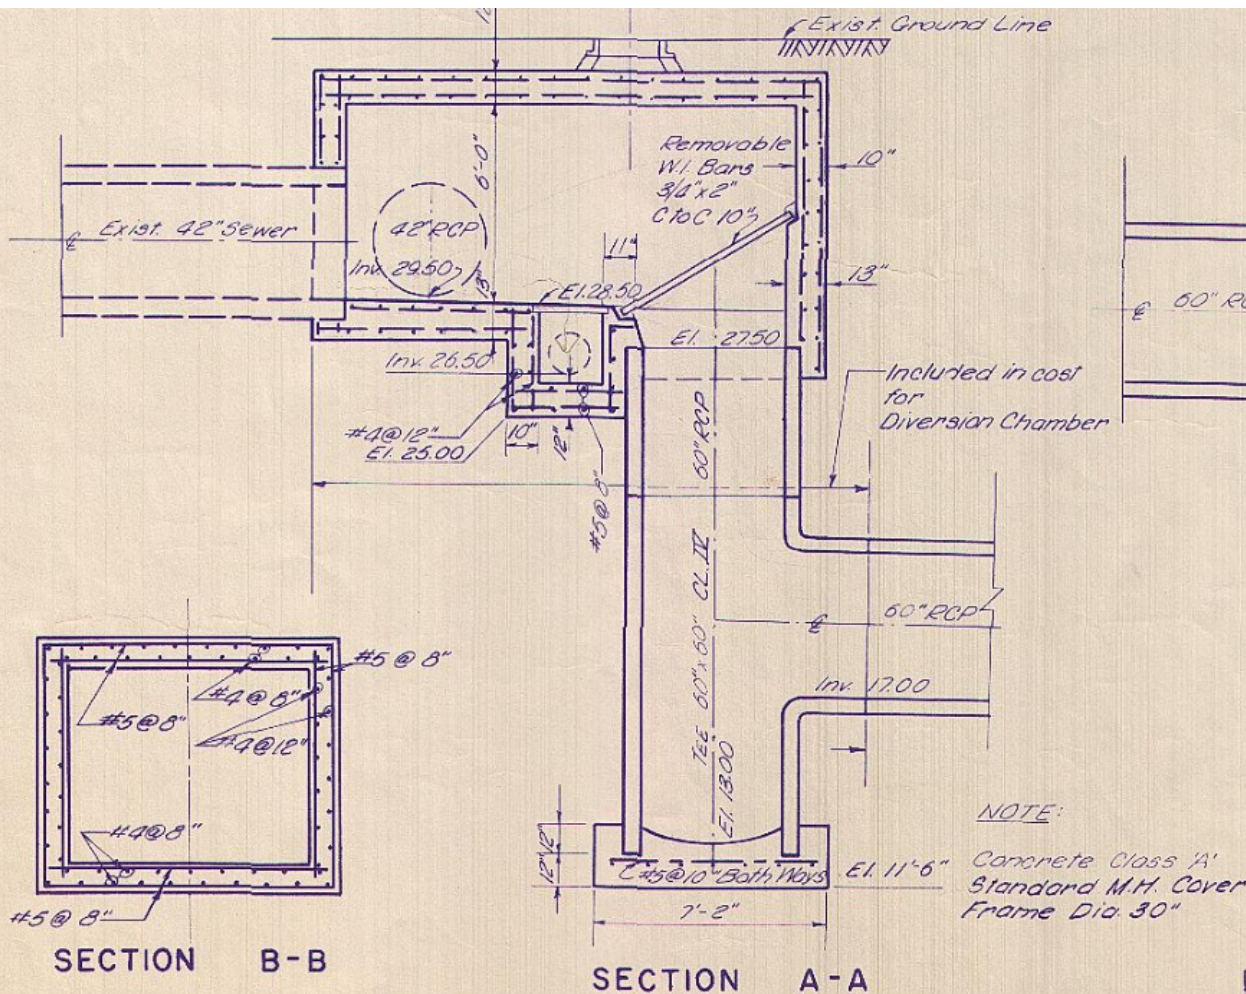 Exist. Ground Line
Removable
W.I. Bars
3/4"x2"
C to C 10"
10"
6'-0"
Exist. 42" Sewer
42" RCP
11"
Inv. 29.50
13"
El. 28.50
13"
60" RC
El. 27.50
Inv. 26.50
Included in cost
for
Diversion Chamber
#4@12"
10"
12"
El. 25.00
#5@8"
60" RCP
TEE 60"x60" CL. IV
El. 13.00
60" RCP
Inv. 17.00
#5 @ 8"
#4@8"
#5@8"
#4@12"
#4@8"
#5@8"
12"
12"
#5@10" Both Ways
El. 11'-6"
7'-2"
NOTE:
Concrete Class 'A'
Standard M.H. Cover
Frame Dia. 30"
SECTION B-B
SECTION A-A